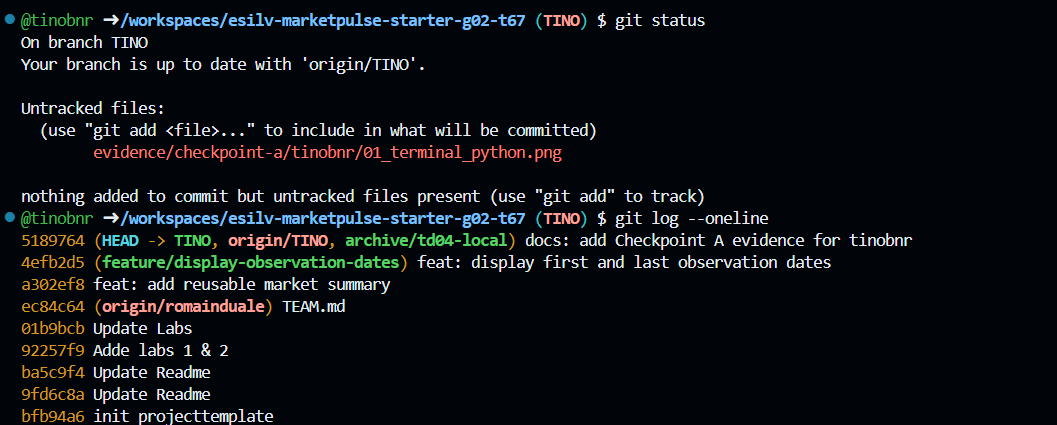 @tinobnr ➜/workspaces/esilv-marketpulse-starter-g02-t67 (TINO) $ git status
On branch TINO
Your branch is up to date with 'origin/TINO'.
Untracked files:
(use "git add <file>..." to include in what will be committed)
evidence/checkpoint-a/tinobnr/01_terminal_python.png
nothing added to commit but untracked files present (use "git add" to track)
@tinobnr ➜/workspaces/esilv-marketpulse-starter-g02-t67 (TINO) $ git log --oneline
5189764 (HEAD -> TINO, origin/TINO, archive/td04-local) docs: add Checkpoint A evidence for tinobnr
4efb2d5 (feature/display-observation-dates) feat: display first and last observation dates
a302ef8 feat: add reusable market summary
ec84c64 (origin/romainduale) TEAM.md
01b9bcb Update Labs
92257f9 Adde labs 1 & 2
ba5c9f4 Update Readme
9fd6c8a Update Readme
bfb94a6 init projecttemplate